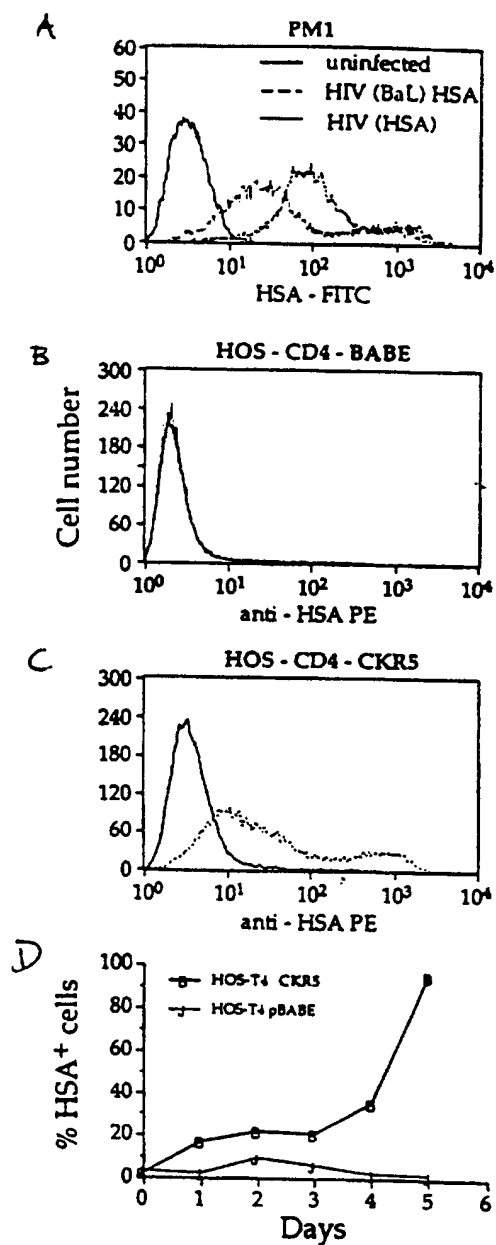 A
PM1
60
50
40
30
20
10
0
uninfected
HIV (BaL) HSA
HIV (HSA)
10⁰ 10¹ 10² 10³ 10⁴
HSA - FITC
B
HOS - CD4 - BABE
300
240
180
120
60
0
Cell number
10⁰ 10¹ 10² 10³ 10⁴
anti - HSA PE
C
HOS - CD4 - CKR5
300
240
180
120
60
0
10⁰ 10¹ 10² 10³ 10⁴
anti - HSA PE
D
100
80
60
40
20
0
% HSA⁺ cells
B HOS-T4 CKR5
J HOS-T4 pBABE
0 1 2 3 4 5 6
Days